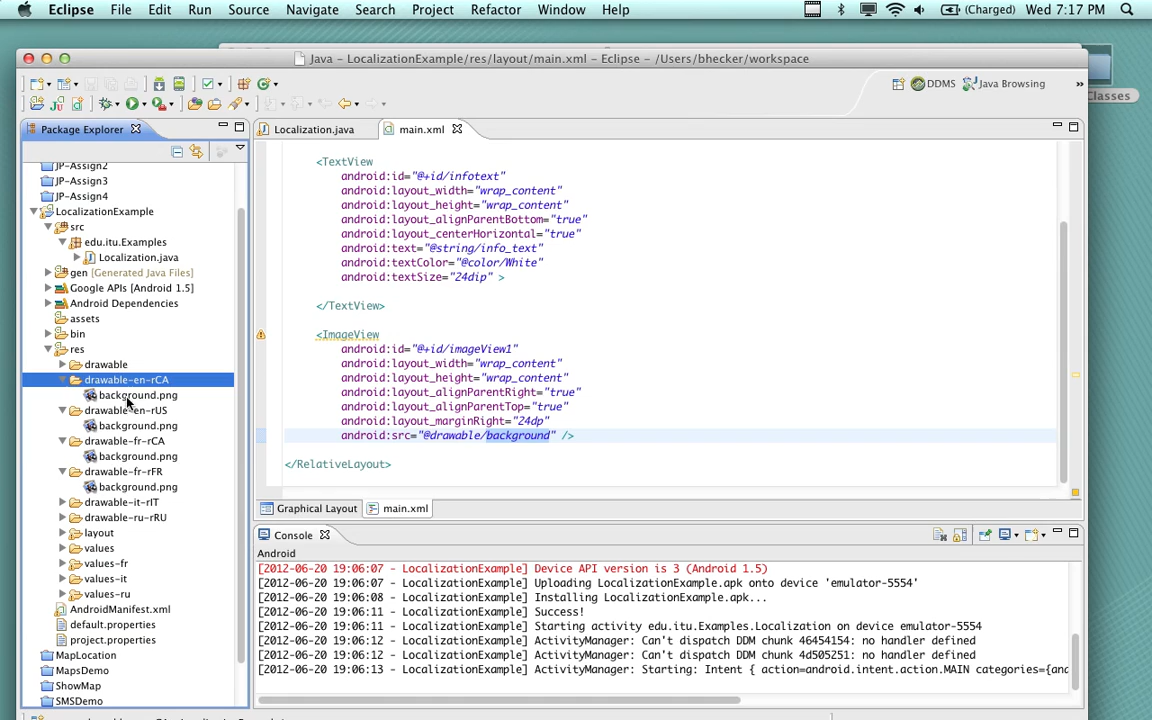 Eclipse File Edit Run Source Navigate Search Project Refactor Window Help (Charged) Wed 7:17 PM
Java – LocalizationExample/res/layout/main.xml – Eclipse – /Users/bhecker/workspace
DDMS Java Browsing »
Classes
Package Explorer
Localization.java main.xml
JP-Assign2
JP-Assign3
JP-Assign4
LocalizationExample
src
edu.itu.Examples
Localization.java
gen [Generated Java Files]
Google APIs [Android 1.5]
Android Dependencies
assets
bin
res
drawable
drawable-en-rCA
background.png
drawable-en-rUS
background.png
drawable-fr-rCA
background.png
drawable-fr-rFR
background.png
drawable-it-rIT
drawable-ru-rRU
layout
values
values-fr
values-it
values-ru
AndroidManifest.xml
default.properties
project.properties
MapLocation
MapsDemo
ShowMap
SMSDemo
<TextView
android:id="@+id/infotext"
android:layout_width="wrap_content"
android:layout_height="wrap_content"
android:layout_alignParentBottom="true"
android:layout_centerHorizontal="true"
android:text="@string/info_text"
android:textColor="@color/White"
android:textSize="24dip" >
</TextView>
<ImageView
android:id="@+id/imageView1"
android:layout_width="wrap_content"
android:layout_height="wrap_content"
android:layout_alignParentRight="true"
android:layout_alignParentTop="true"
android:layout_marginRight="24dp"
android:src="@drawable/background" />
</RelativeLayout>
Graphical Layout main.xml
Console
Android
[2012-06-20 19:06:07 - LocalizationExample] Device API version is 3 (Android 1.5)
[2012-06-20 19:06:07 - LocalizationExample] Uploading LocalizationExample.apk onto device 'emulator-5554'
[2012-06-20 19:06:08 - LocalizationExample] Installing LocalizationExample.apk...
[2012-06-20 19:06:11 - LocalizationExample] Success!
[2012-06-20 19:06:11 - LocalizationExample] Starting activity edu.itu.Examples.Localization on device emulator-5554
[2012-06-20 19:06:12 - LocalizationExample] ActivityManager: Can't dispatch DDM chunk 46454154: no handler defined
[2012-06-20 19:06:12 - LocalizationExample] ActivityManager: Can't dispatch DDM chunk 4d505251: no handler defined
[2012-06-20 19:06:13 - LocalizationExample] ActivityManager: Starting: Intent { action=android.intent.action.MAIN categories={and